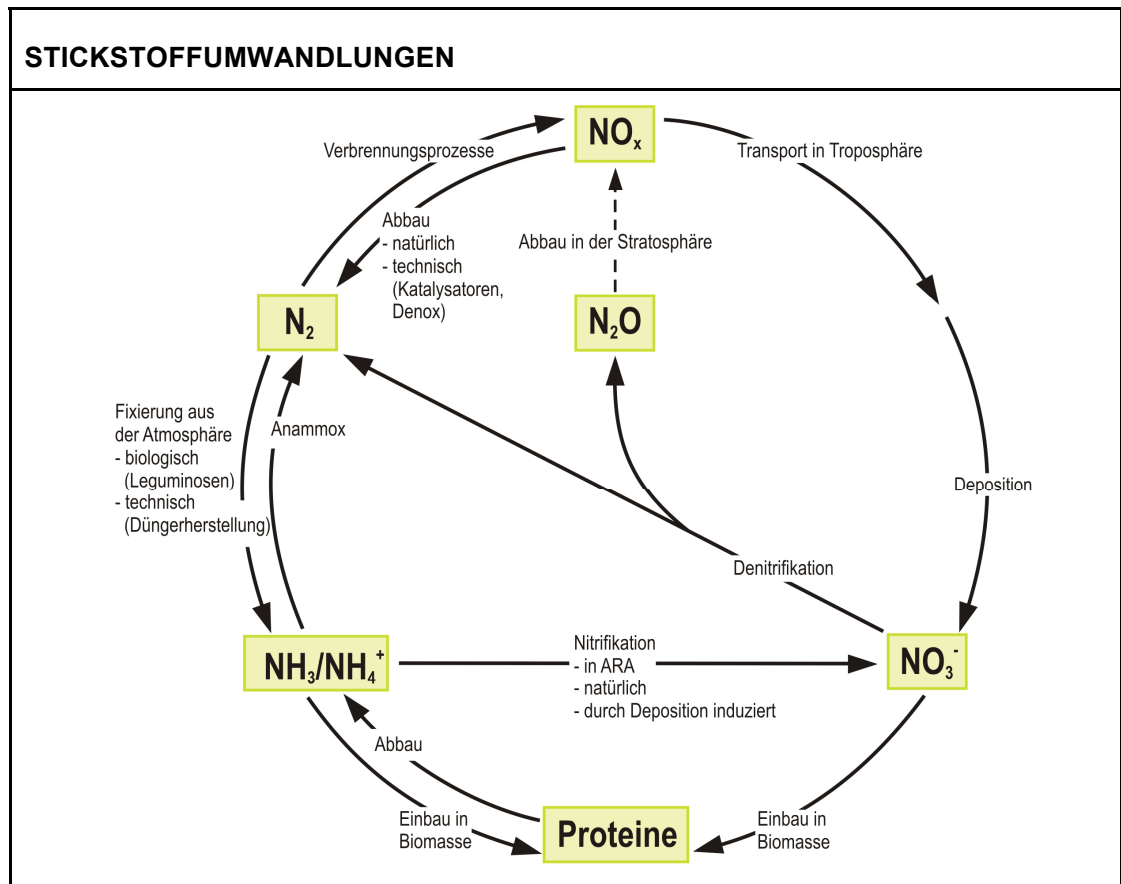 STICKSTOFFUMWANDLUNGEN
NOx
Verbrennungsprozesse
Transport in Troposphäre
Abbau
- natürlich
- technisch
(Katalysatoren,
Denox)
Abbau in der Stratosphäre
N2
N2O
Fixierung aus
der Atmosphäre
- biologisch
(Leguminosen)
- technisch
(Düngerherstellung)
Anammox
Deposition
Denitrifikation
NH3/NH4+
Nitrifikation
- in ARA
- natürlich
- durch Deposition induziert
NO3-
Abbau
Einbau in
Biomasse
Proteine
Einbau in
Biomasse